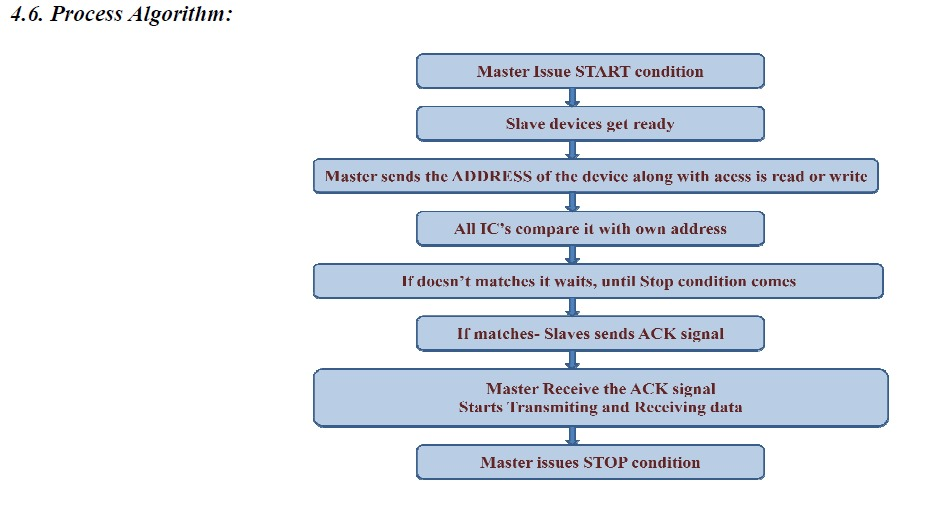 4.6. Process Algorithm:
Master Issue START condition
Slave devices get ready
Master sends the ADDRESS of the device along with acess is read or write
All IC's compare it with own address
If doesn't matches it waits, until Stop condition comes
If matches- Slaves sends ACK signal
Master Receive the ACK signal
Starts Transmiting and Receiving data
Master issues STOP condition